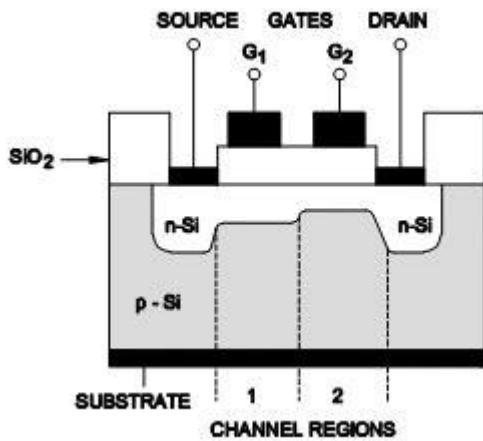 SOURCE GATES DRAIN
G1 G2
SiO2
n-Si n-Si
p - Si
SUBSTRATE 1 2
CHANNEL REGIONS